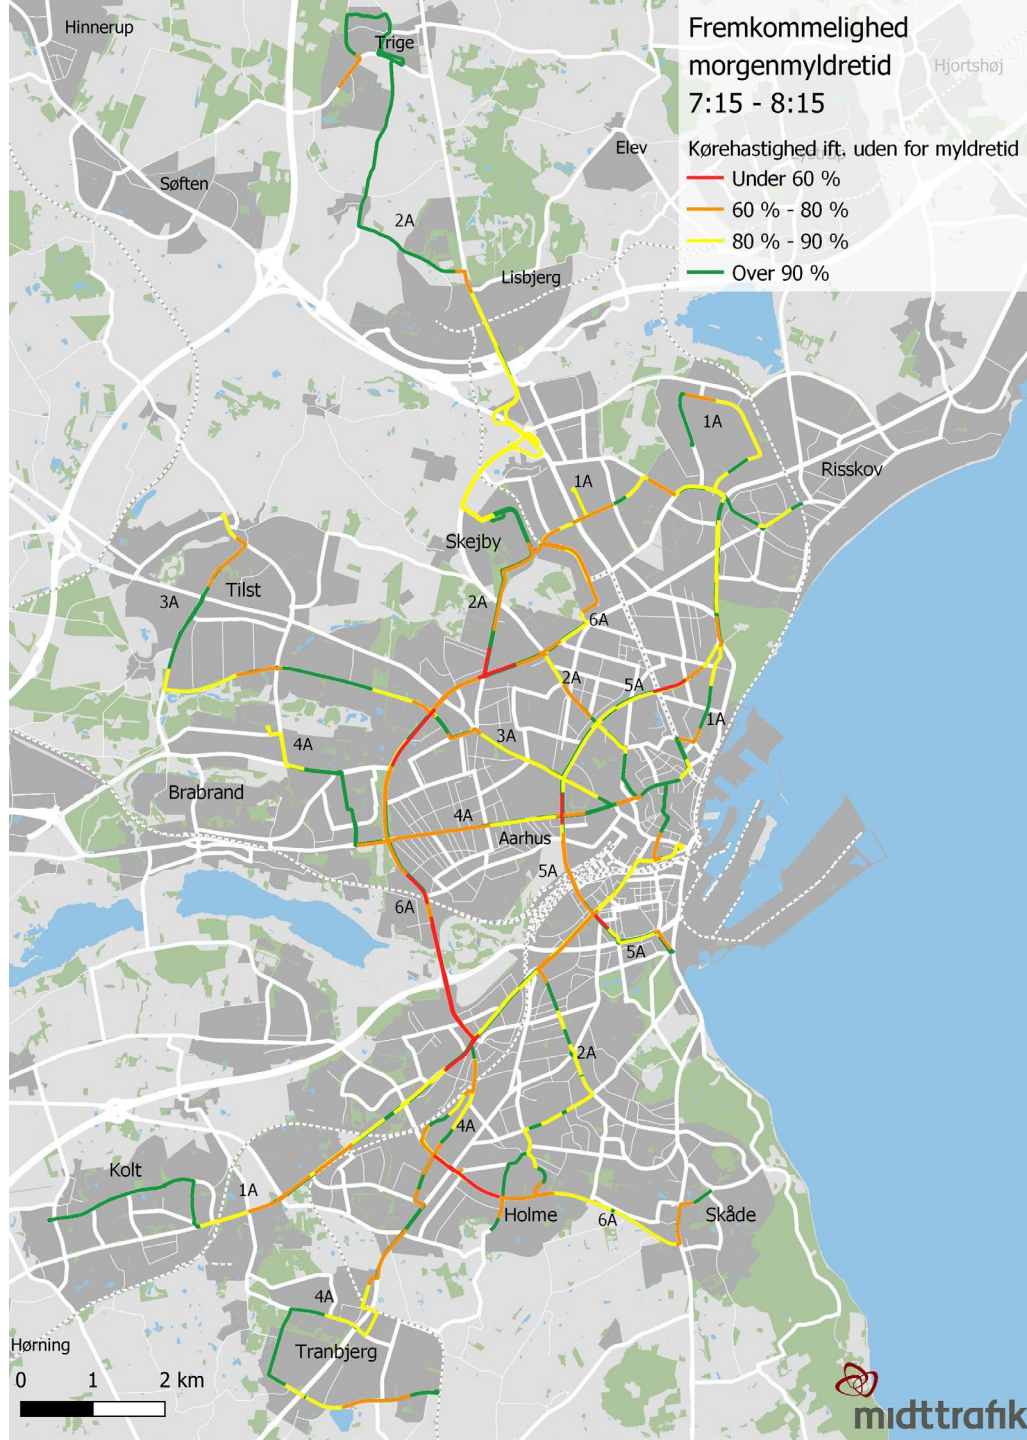 Fremkommelighed
morgenmyldretid
7:15 - 8:15
Kørehastighed ift. uden for myldretid
Under 60 %
60 % - 80 %
80 % - 90 %
Over 90 %
Hinnerup
Trige
Hjortshøj
Elev
Søften
2A
Lisbjerg
1A
Risskov
1A
Skejby
Tilst
3A
2A
6A
2A
5A
1A
3A
4A
Brabrand
4A
Aarhus
5A
6A
5A
2A
4A
Kolt
1A
Holme
6A
Skåde
4A
Hørning
Tranbjerg
0 1 2 km
midttrafik